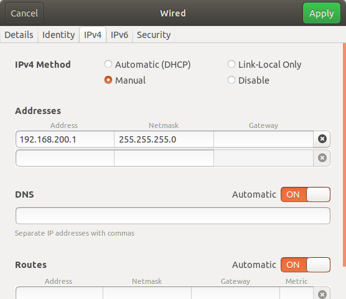 Cancel Wired Apply
Details Identity IPv4 IPv6 Security
IPv4 Method Automatic (DHCP) Link-Local Only
Manual Disable
Addresses
Address Netmask Gateway
192.168.200.1 255.255.255.0
DNS Automatic ON
Separate IP addresses with commas
Routes Automatic ON
Address Netmask Gateway Metric